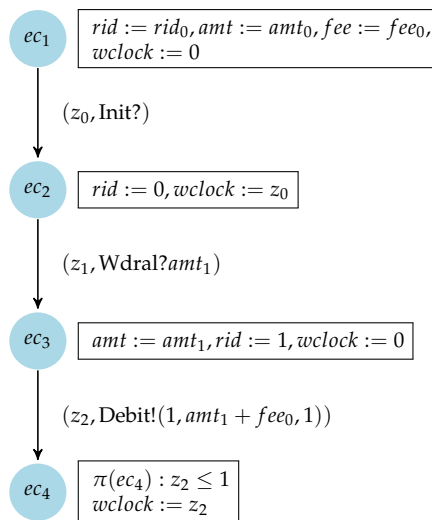 ec₁
rid := rid₀, amt := amt₀, fee := fee₀,
wclock := 0
(z₀, Init?)
ec₂
rid := 0, wclock := z₀
(z₁, Wdral?amt₁)
ec₃
amt := amt₁, rid := 1, wclock := 0
(z₂, Debit!(1, amt₁ + fee₀, 1))
ec₄
π(ec₄) : z₂ ≤ 1
wclock := z₂